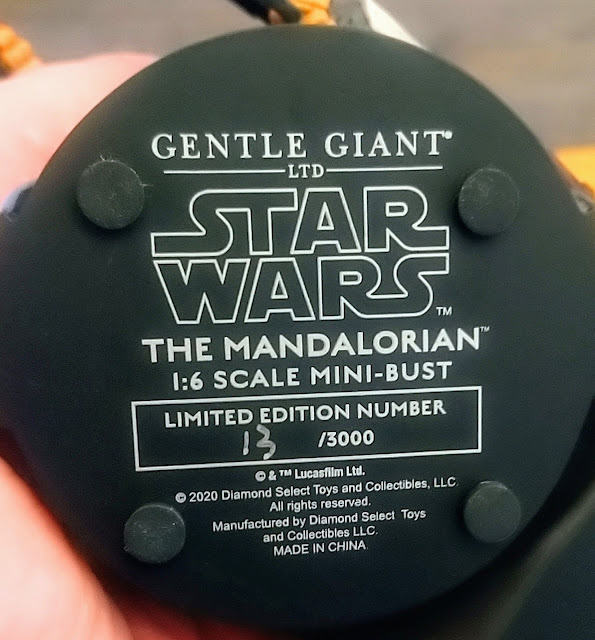 GENTLE GIANT®
LTD
STAR
WARS™
THE MANDALORIAN™
1:6 SCALE MINI-BUST
LIMITED EDITION NUMBER
13 /3000
© & ™ Lucasfilm Ltd.
© 2020 Diamond Select Toys and Collectibles, LLC.
All rights reserved.
Manufactured by Diamond Select Toys
and Collectibles LLC.
MADE IN CHINA